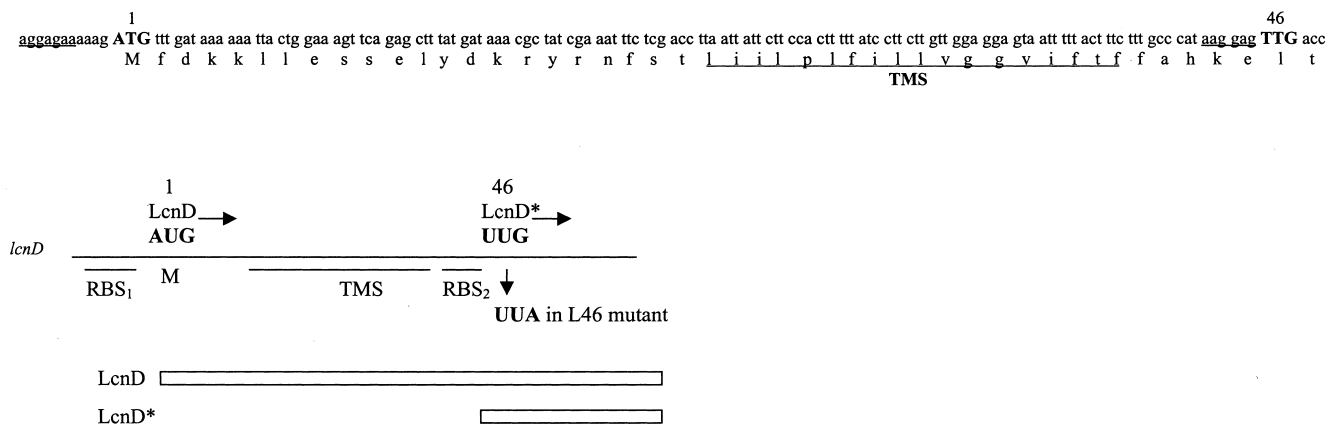 1 46
aggagaaaaag ATG ttt gat aaa aaa tta ctg gaa agt tca gag ctt tat gat aaa cgc tat cga aat ttc tcg acc tta att att ctt cca ctt ttt atc ctt ctt gtt gga gga gta att ttt act ttc ttt gcc cat aag gag TTG acc
M f d k k l l e s s e l y d k r y r n f s t l i i l p l f i l l v g g v i f t f f a h k e l t
TMS
1 46
LcnD LcnD*
AUG UUG
lcnD
RBS1 M TMS RBS2
UUA in L46 mutant
LcnD
LcnD*